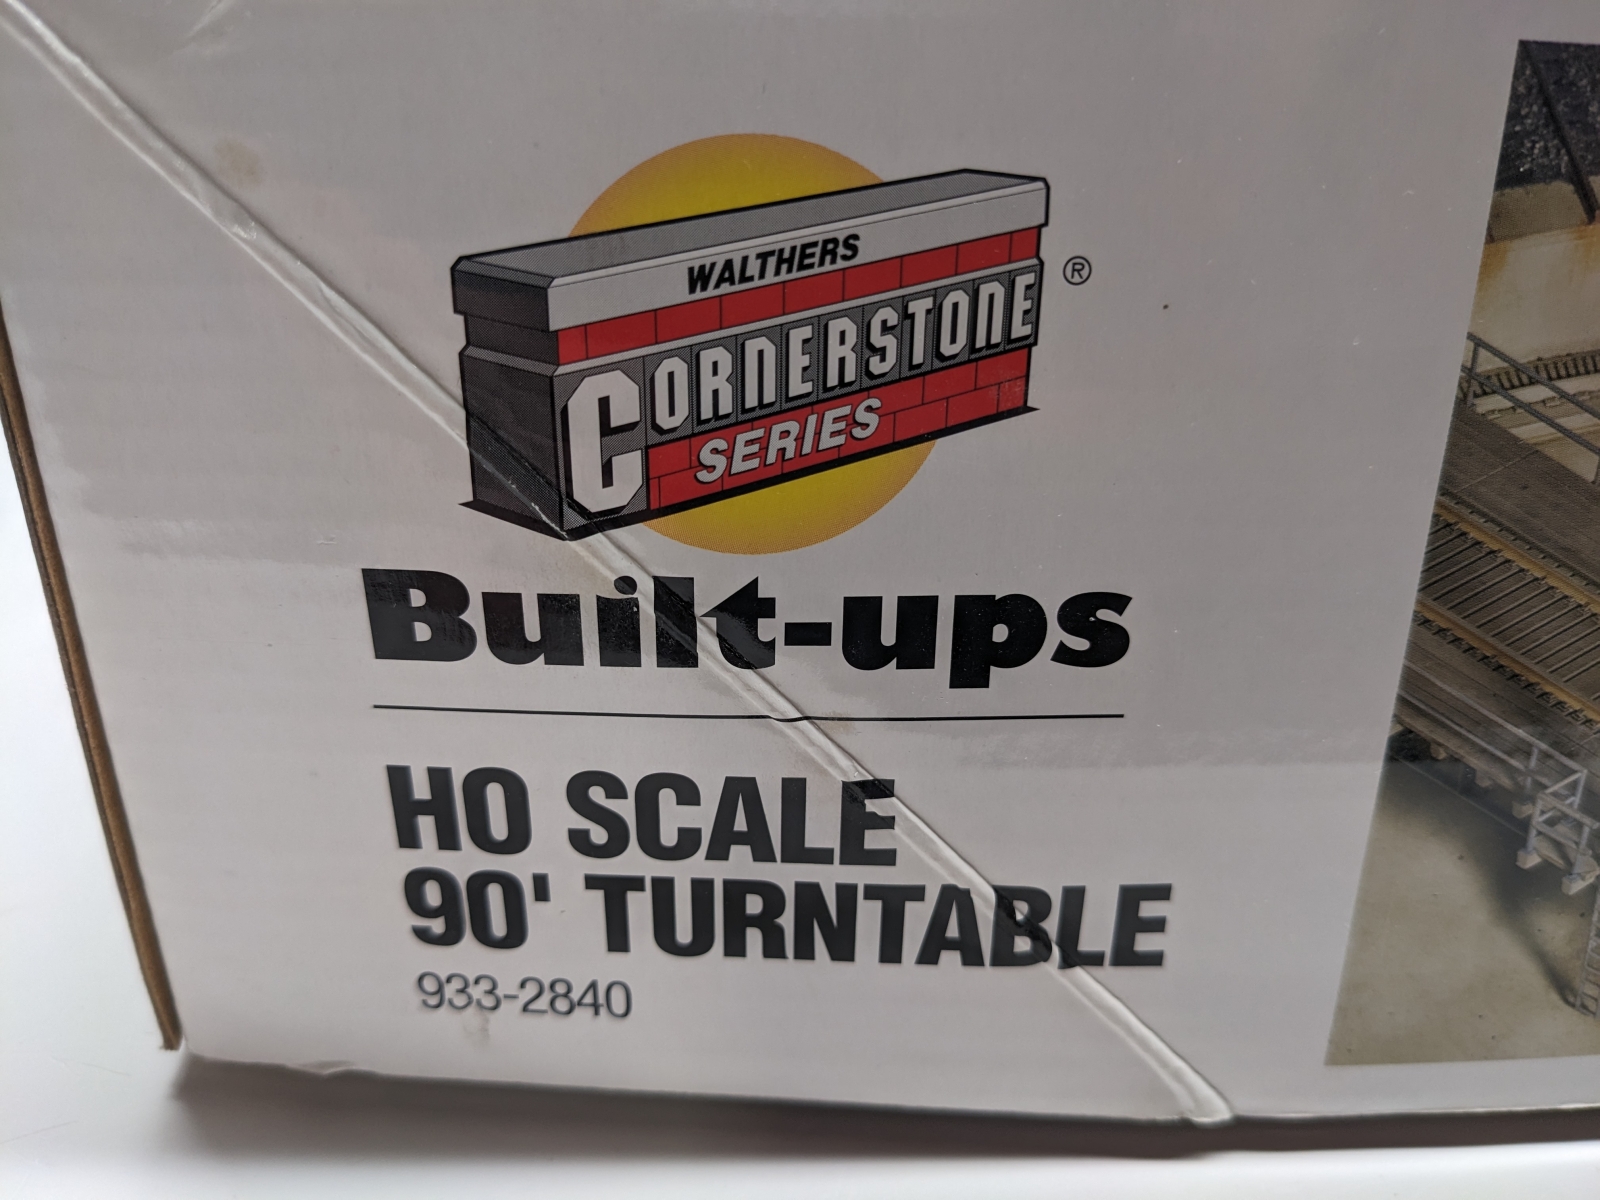 WALTHERS
CORNERSTONE
SERIES
®
Built-ups
HO SCALE
90' TURNTABLE
933-2840